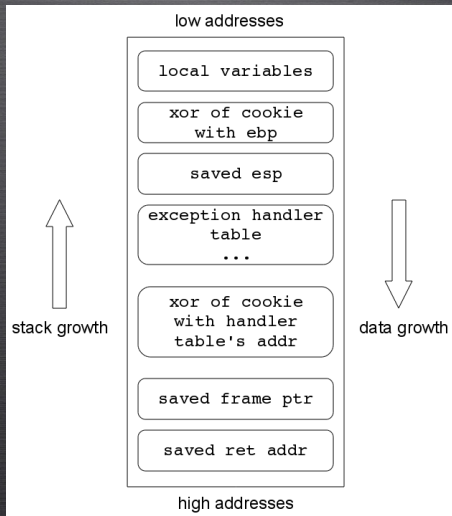 low addresses
local variables
xor of cookie
with ebp
saved esp
exception handler
table
...
xor of cookie
with handler
table's addr
stack growth
data growth
saved frame ptr
saved ret addr
high addresses